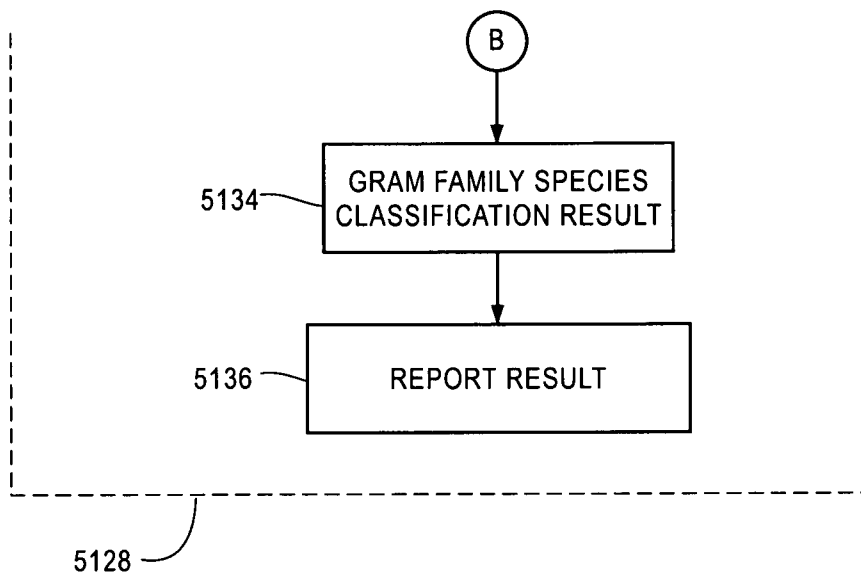 B
5134
GRAM FAMILY SPECIES
CLASSIFICATION RESULT
5136
REPORT RESULT
5128